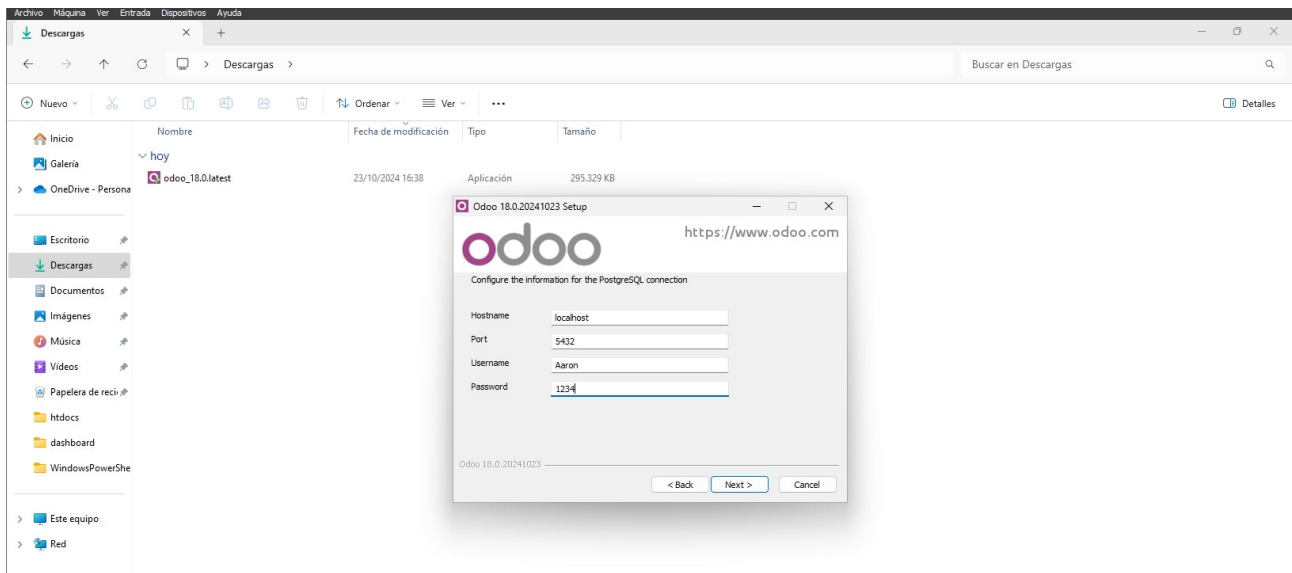 Archivo Máquina Ver Entrada Dispositivos Ayuda
Descargas
Descargas
Buscar en Descargas
Nuevo
Ordenar
Ver
Detalles
Nombre Fecha de modificación Tipo Tamaño
hoy
odoo_18.0.latest 23/10/2024 16:38 Aplicación 295.329 KB
Inicio
Galería
OneDrive - Persona
Escritorio
Descargas
Documentos
Imágenes
Música
Vídeos
Papelera de reci
htdocs
dashboard
WindowsPowerShe
Este equipo
Red
Odoo 18.0.20241023 Setup
odoo
https://www.odoo.com
Configure the information for the PostgreSQL connection
Hostname localhost
Port 5432
Username Aaron
Password 1234
Odoo 18.0.20241023
< Back Next > Cancel